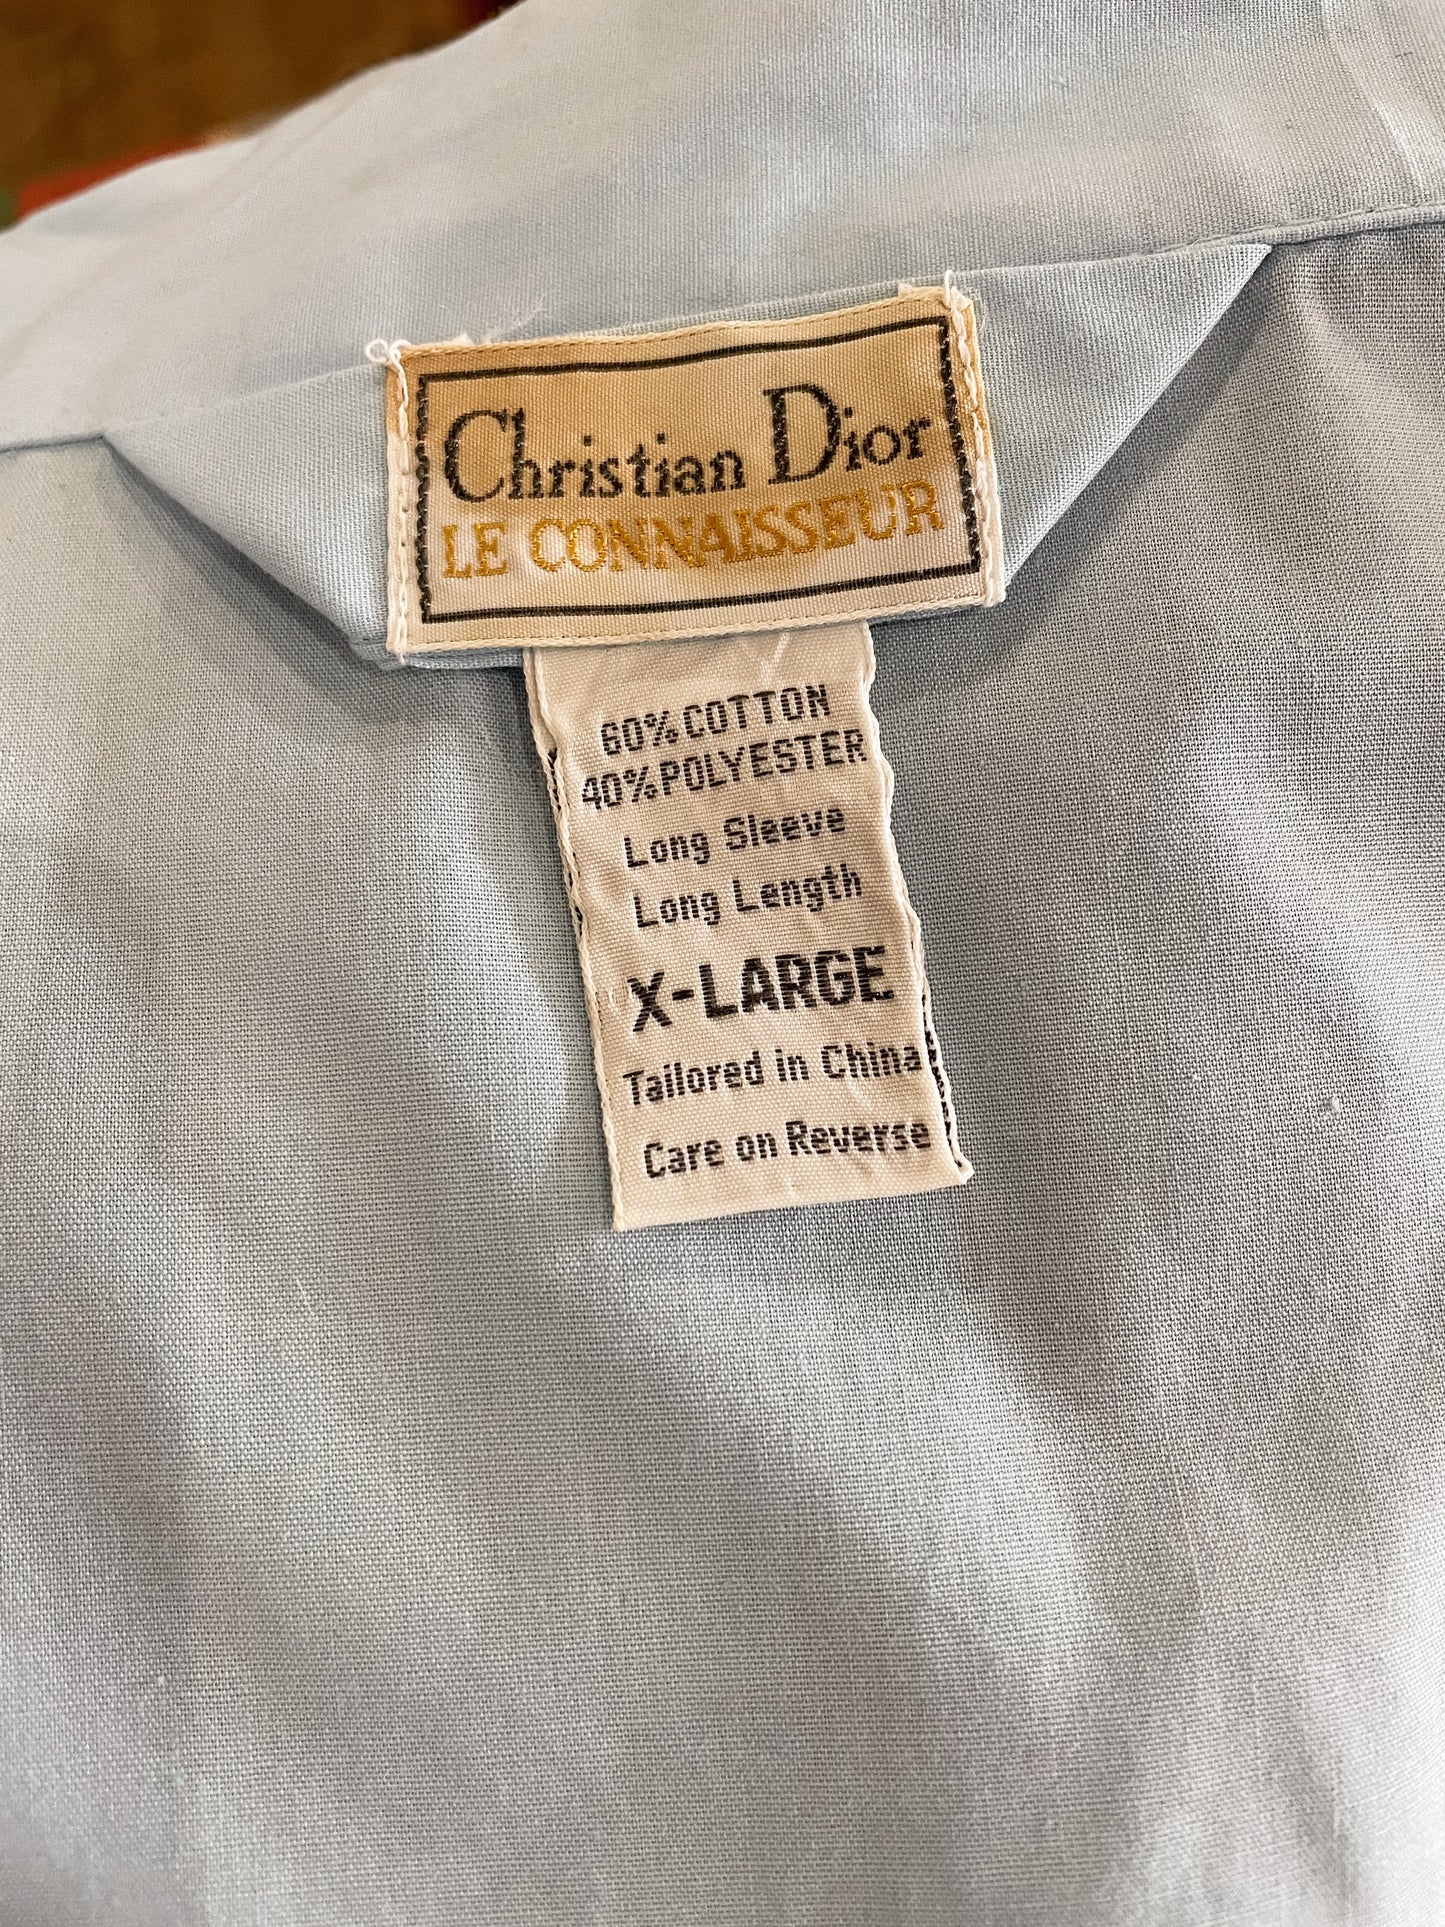 Christian Dior
LE CONNAISSEUR
60% COTTON
40% POLYESTER
Long Sleeve
Long Length
X-LARGE
Tailored in China
Care on Reverse